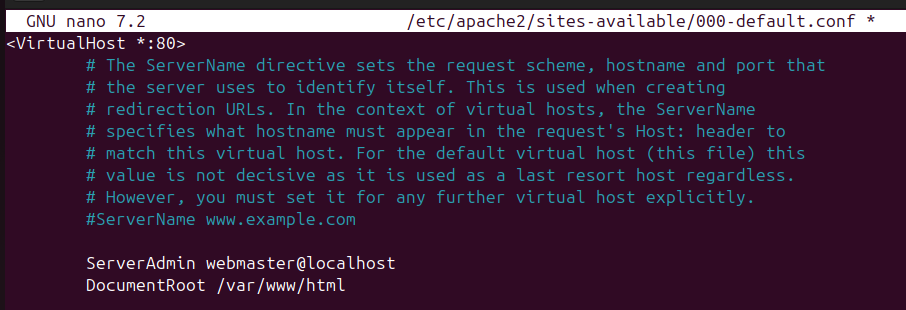 GNU nano 7.2 /etc/apache2/sites-available/000-default.conf *
<VirtualHost *:80>
# The ServerName directive sets the request scheme, hostname and port that
# the server uses to identify itself. This is used when creating
# redirection URLs. In the context of virtual hosts, the ServerName
# specifies what hostname must appear in the request's Host: header to
# match this virtual host. For the default virtual host (this file) this
# value is not decisive as it is used as a last resort host regardless.
# However, you must set it for any further virtual host explicitly.
#ServerName www.example.com
ServerAdmin webmaster@localhost
DocumentRoot /var/www/html